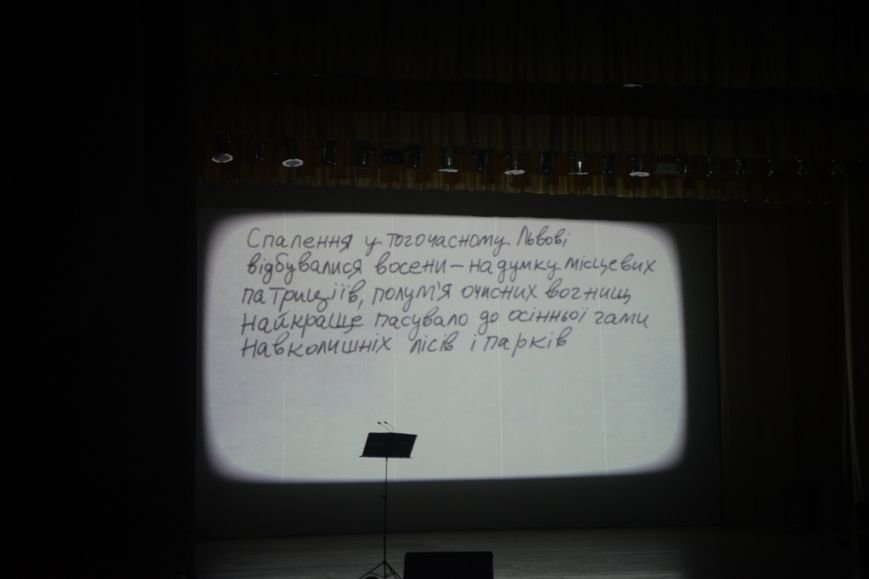 Спалення у тогочасному Львові
відбувалися восени – на думку місцевих
патриціїв, полум'я очисних вогнищ
найкраще пасувало до осінньої гами
навколишніх лісів і парків